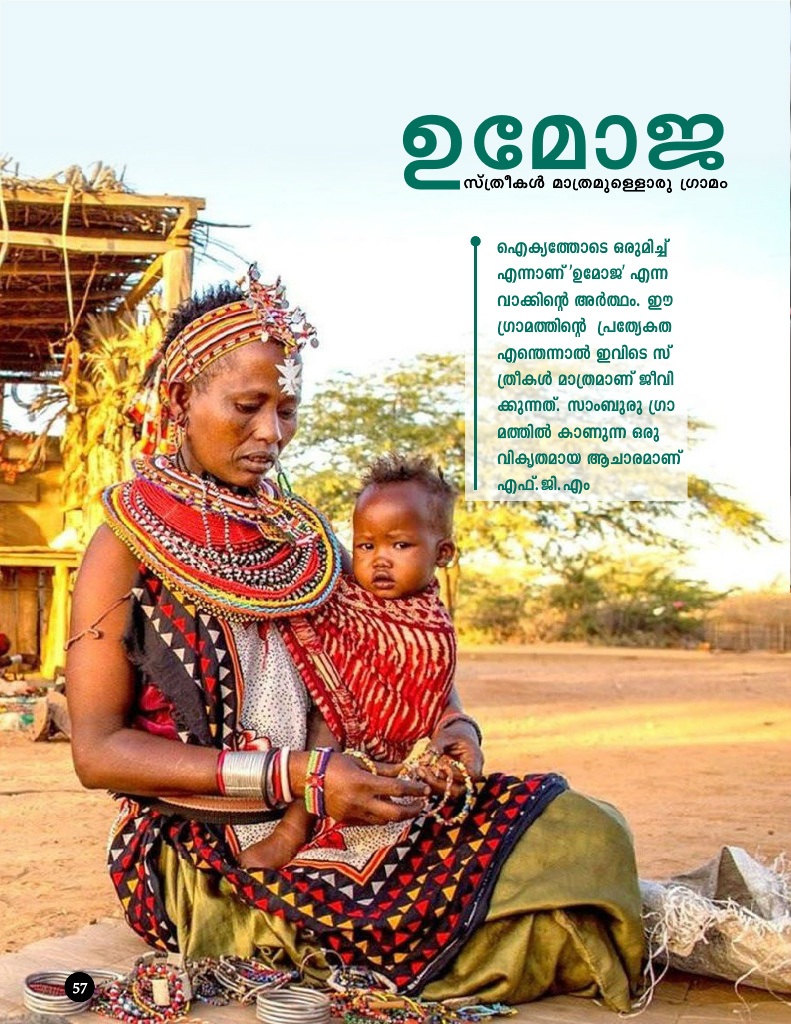 ഉമോജ
സ്ത്രീകൾ മാത്രമുള്ളൊരു ഗ്രാമം
ഐക്യത്തോടെ ഒരുമിച്ച്
എന്നാണ് 'ഉമോജ' എന്ന
വാക്കിന്റെ അർത്ഥം. ഈ
ഗ്രാമത്തിന്റെ പ്രത്യേകത
എന്തെന്നാൽ ഇവിടെ സ്
ത്രീകൾ മാത്രമാണ് ജീവി
ക്കുന്നത്. സാംബുരു ഗ്രാ
മത്തിൽ കാണുന്ന ഒരു
വികൃതമായ ആചാരമാണ്
എഫ്.ജി.എം
57